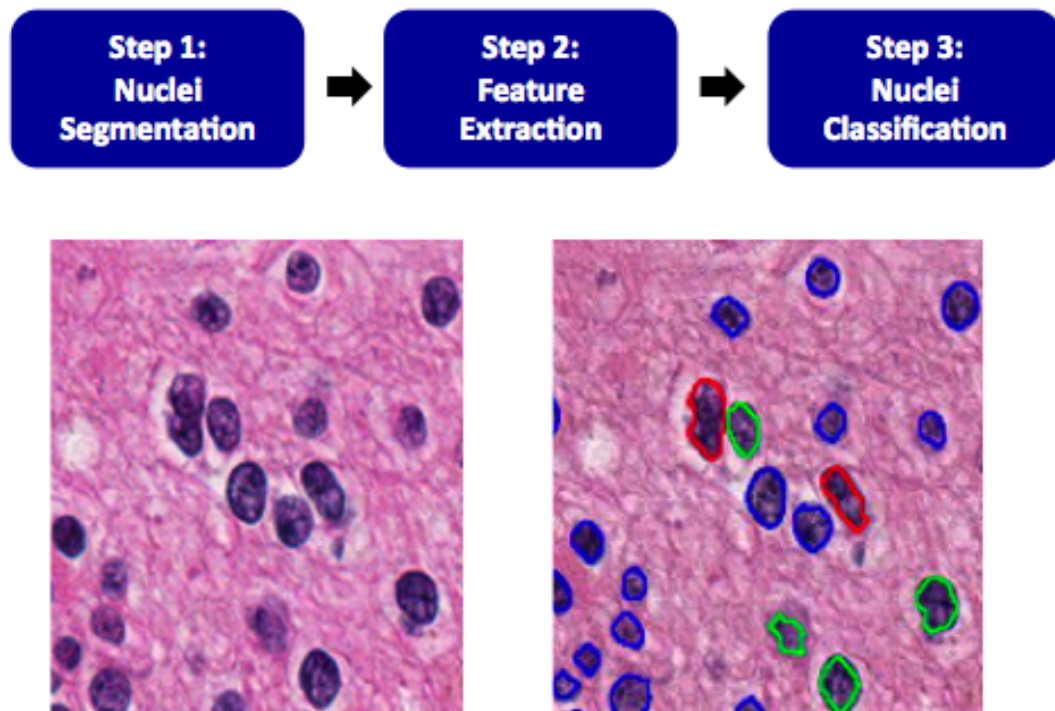 Step 1:
Nuclei
Segmentation
Step 2:
Feature
Extraction
Step 3:
Nuclei
Classification